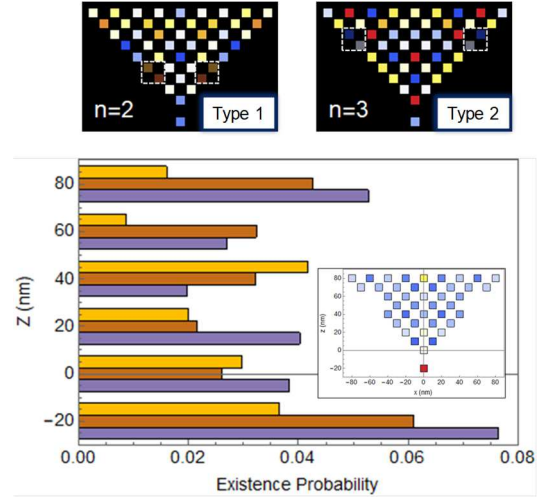 n=2
Type 1
n=3
Type 2
Z (nm)
80
60
40
20
0
−20
0.00 0.02 0.04 0.06 0.08
Existence Probability
z (nm)
80
60
40
20
0
−20
−80 −60 −40 −20 0 20 40 60 80
x (nm)